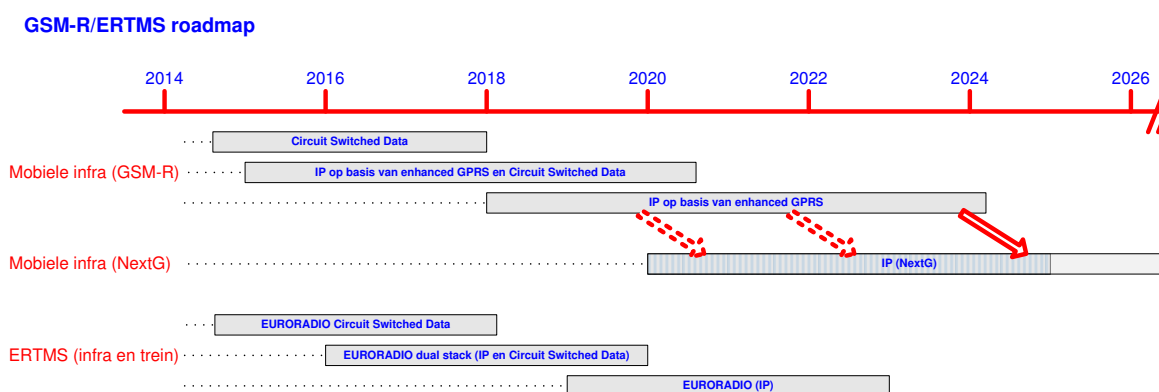 GSM-R/ERTMS roadmap
2014 2016 2018 2020 2022 2024 2026
Circuit Switched Data
Mobiele infra (GSM-R) IP op basis van enhanced GPRS en Circuit Switched Data
IP op basis van enhanced GPRS
Mobiele infra (NextG) IP (NextG)
EURORADIO Circuit Switched Data
ERTMS (infra en trein) EURORADIO dual stack (IP en Circuit Switched Data)
EURORADIO (IP)